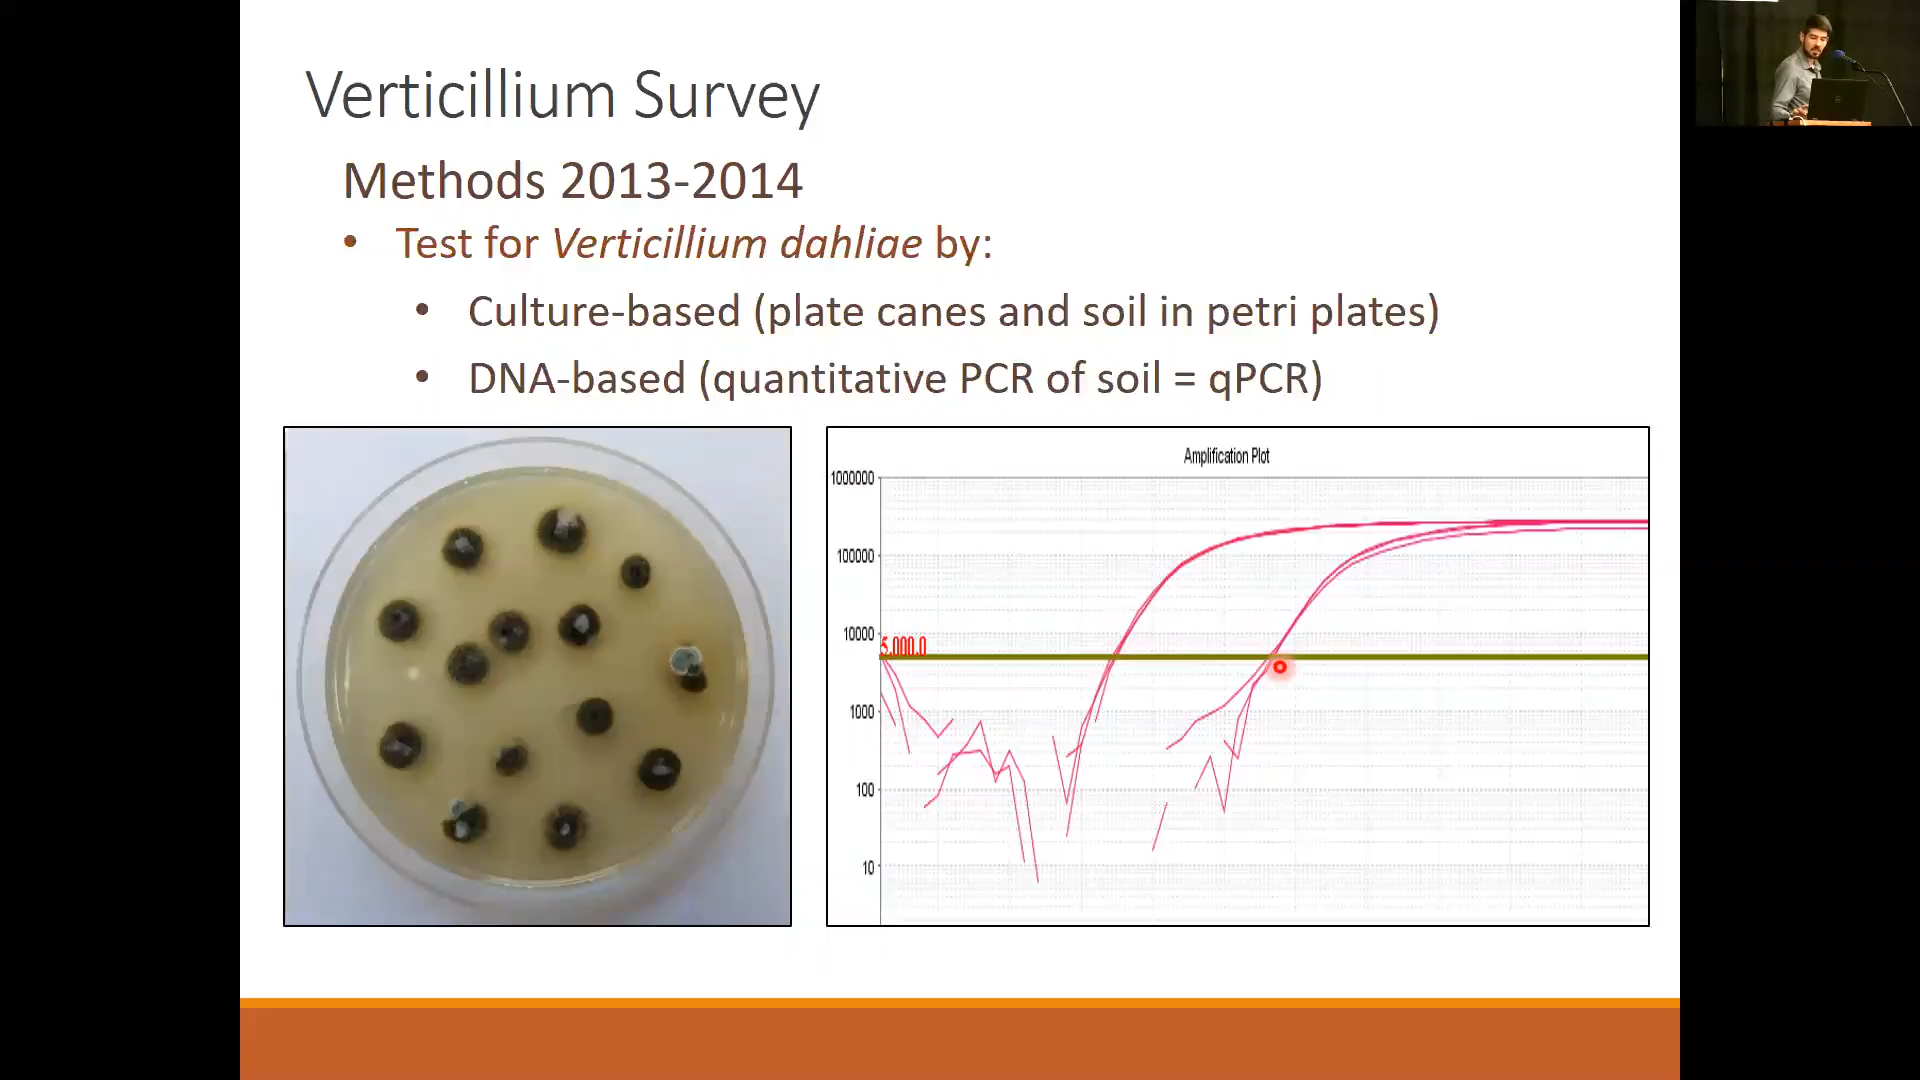 Verticillium Survey
Methods 2013-2014
• Test for Verticillium dahliae by:
• Culture-based (plate canes and soil in petri plates)
• DNA-based (quantitative PCR of soil = qPCR)
Amplification Plot
1000000
100000
10000
5,000.0
1000
100
10